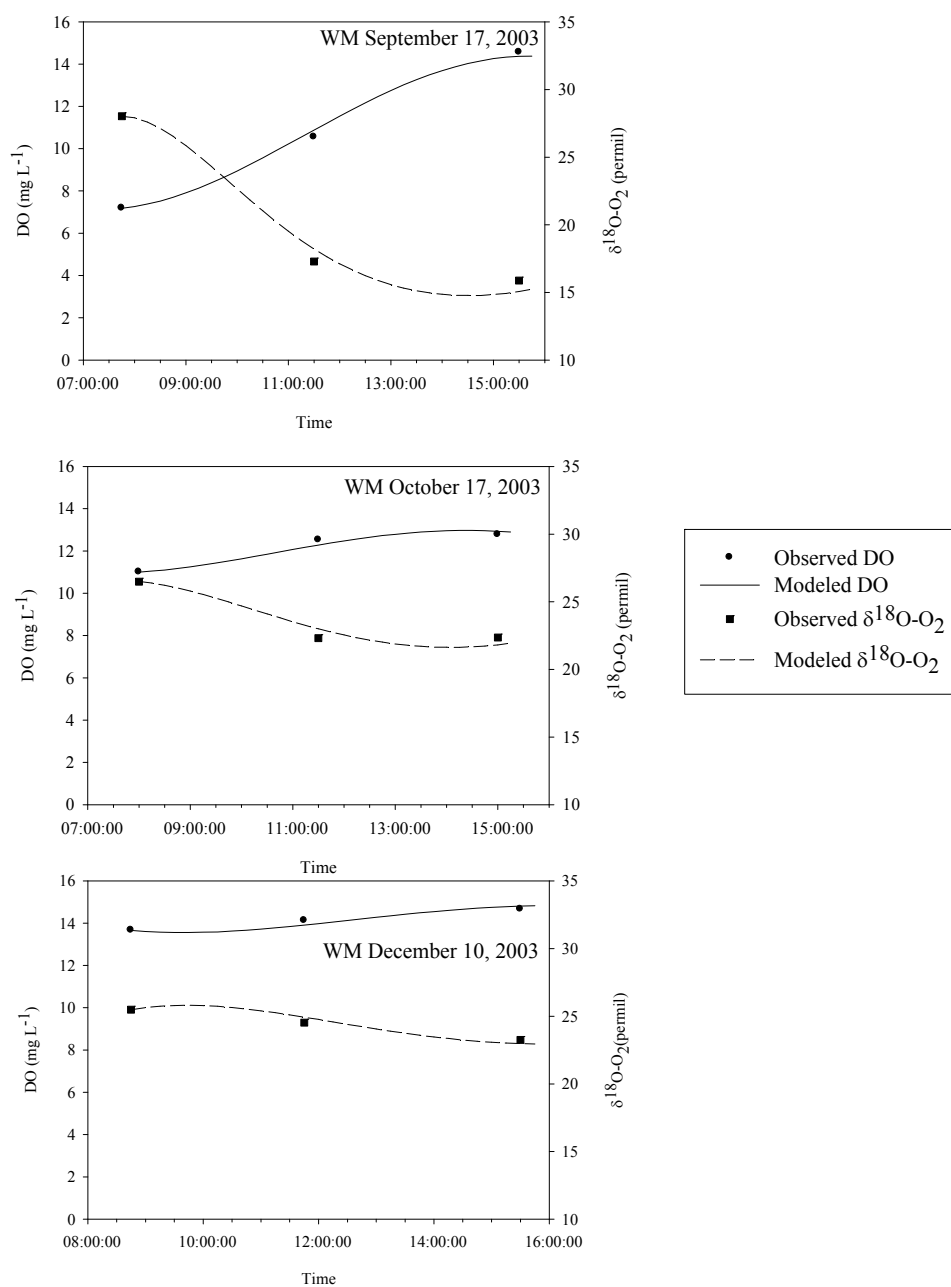 WM September 17, 2003
DO (mg L⁻¹)
16
14
12
10
8
6
4
2
0
35
30
25
20
15
10
δ¹⁸O-O₂ (permil)
07:00:00 09:00:00 11:00:00 13:00:00 15:00:00
Time
WM October 17, 2003
DO (mg L⁻¹)
16
14
12
10
8
6
4
2
0
35
30
25
20
15
10
δ¹⁸O-O₂ (permil)
07:00:00 09:00:00 11:00:00 13:00:00 15:00:00
Time
Observed DO
Modeled DO
Observed δ¹⁸O-O₂
Modeled δ¹⁸O-O₂
WM December 10, 2003
DO (mg L⁻¹)
16
14
12
10
8
6
4
2
0
35
30
25
20
15
10
δ¹⁸O-O₂(permil)
08:00:00 10:00:00 12:00:00 14:00:00 16:00:00
Time